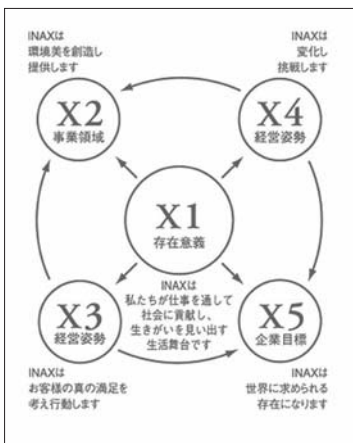 INAXは
環境美を創造し
提供します
INAXは
変化し
挑戦します
X2
事業領域
X4
経営姿勢
X1
存在意義
INAXは
私たちが仕事を通して
社会に貢献し、
生きがいを見い出す
生活舞台です
X3
経営姿勢
X5
企業目標
INAXは
お客様の真の満足を
考え行動します
INAXは
世界に求められる
存在になります